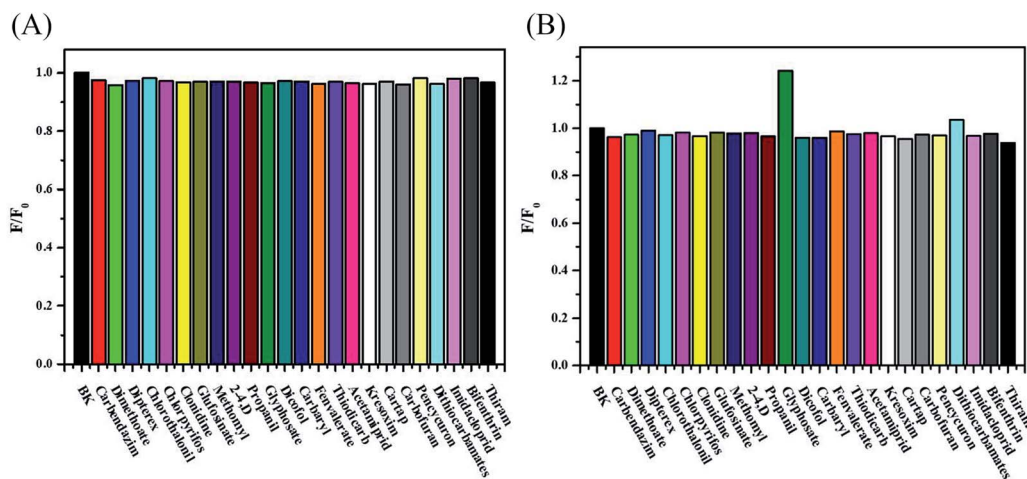 (A)
F/F0
1.0
0.8
0.6
0.4
0.2
0.0
BK
Carbendazim
Dimethoate
Dipterex
Chlorothalonil
Chlorpyrifos
Clonidine
Glufosinate
Methomyl
2-4.D
Propanil
Glyphosate
Dicofol
Carbaryl
Fenvalerate
Thiodicarb
Acetamiprid
Kresoxim
Cartap
Carbofuran
Pencycuron
Dithiocarbamates
Imidacloprid
Bifenthrin
Thiram
(B)
F/F0
1.2
1.0
0.8
0.6
0.4
0.2
0.0
BK
Carbendazim
Dimethoate
Dipterex
Chlorothalonil
Chlorpyrifos
Clonidine
Glufosinate
Methomyl
2-4.D
Propanil
Glyphosate
Dicofol
Carbaryl
Fenvalerate
Thiodicarb
Acetamiprid
Kresoxim
Cartap
Carbofuran
Pencycuron
Dithiocarbamates
Imidacloprid
Bifenthrin
Thiram